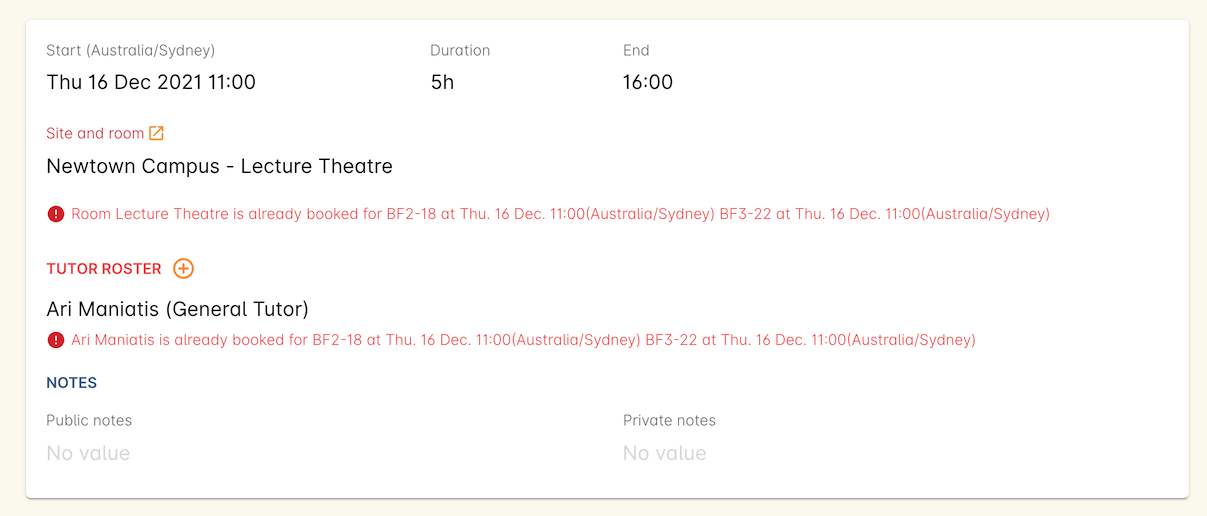 Start (Australia/Sydney) Duration End
Thu 16 Dec 2021 11:00 5h 16:00
Site and room
Newtown Campus - Lecture Theatre
Room Lecture Theatre is already booked for BF2-18 at Thu. 16 Dec. 11:00(Australia/Sydney) BF3-22 at Thu. 16 Dec. 11:00(Australia/Sydney)
TUTOR ROSTER
Ari Maniatis (General Tutor)
Ari Maniatis is already booked for BF2-18 at Thu. 16 Dec. 11:00(Australia/Sydney) BF3-22 at Thu. 16 Dec. 11:00(Australia/Sydney)
NOTES
Public notes Private notes
No value No value